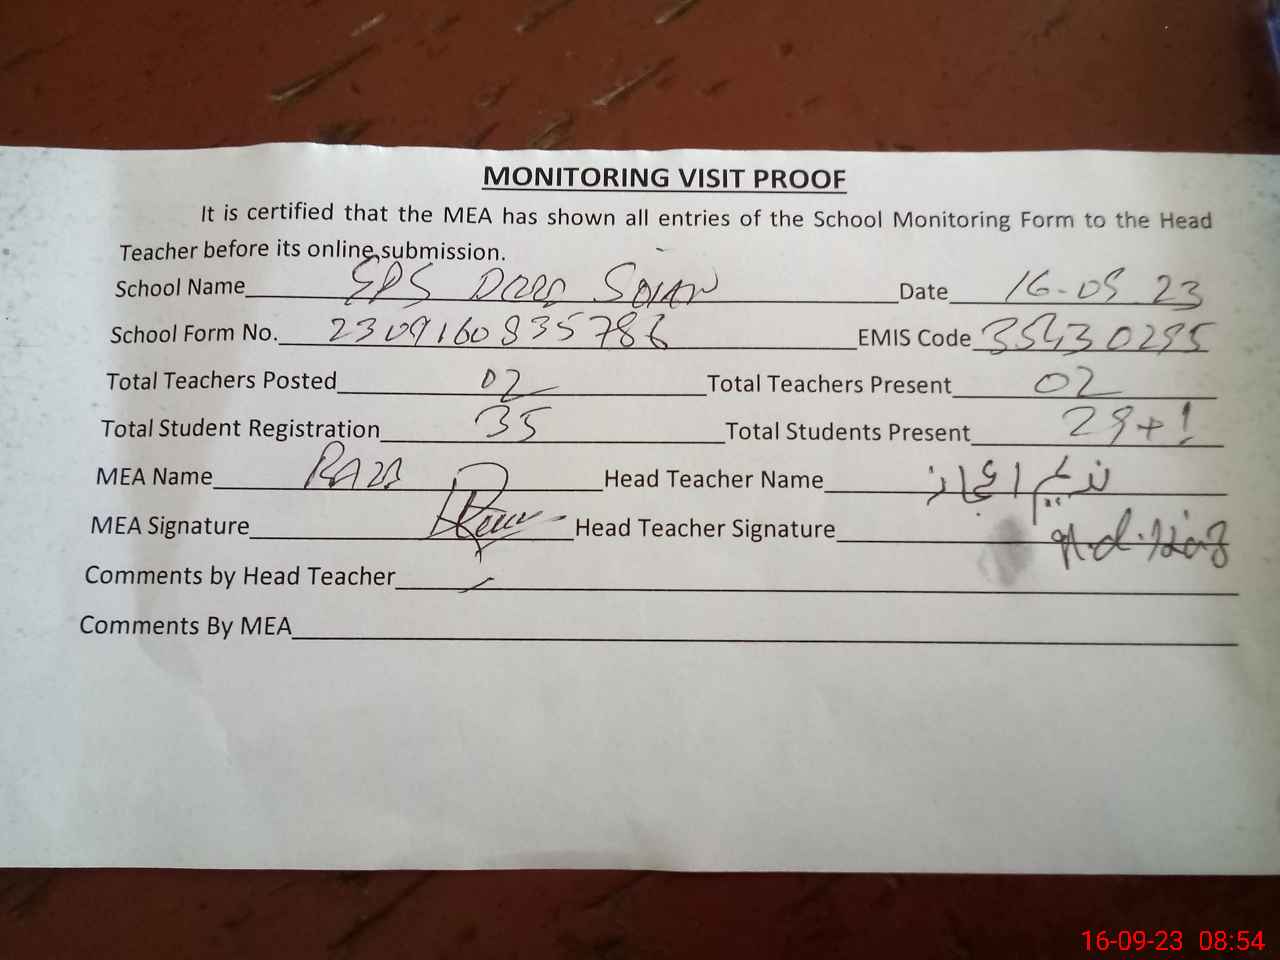 MONITORING VISIT PROOF
It is certified that the MEA has shown all entries of the School Monitoring Form to the Head
Teacher before its online submission.
School Name GPS Date 16-09-23
School Form No. 2309160835786 EMIS Code 35430295
Total Teachers Posted 02 Total Teachers Present 02
Total Student Registration 35 Total Students Present 29+1
MEA Name RAZA Head Teacher Name اعجاز
MEA Signature Head Teacher Signature
Comments by Head Teacher
Comments By MEA
16-09-23 08:54